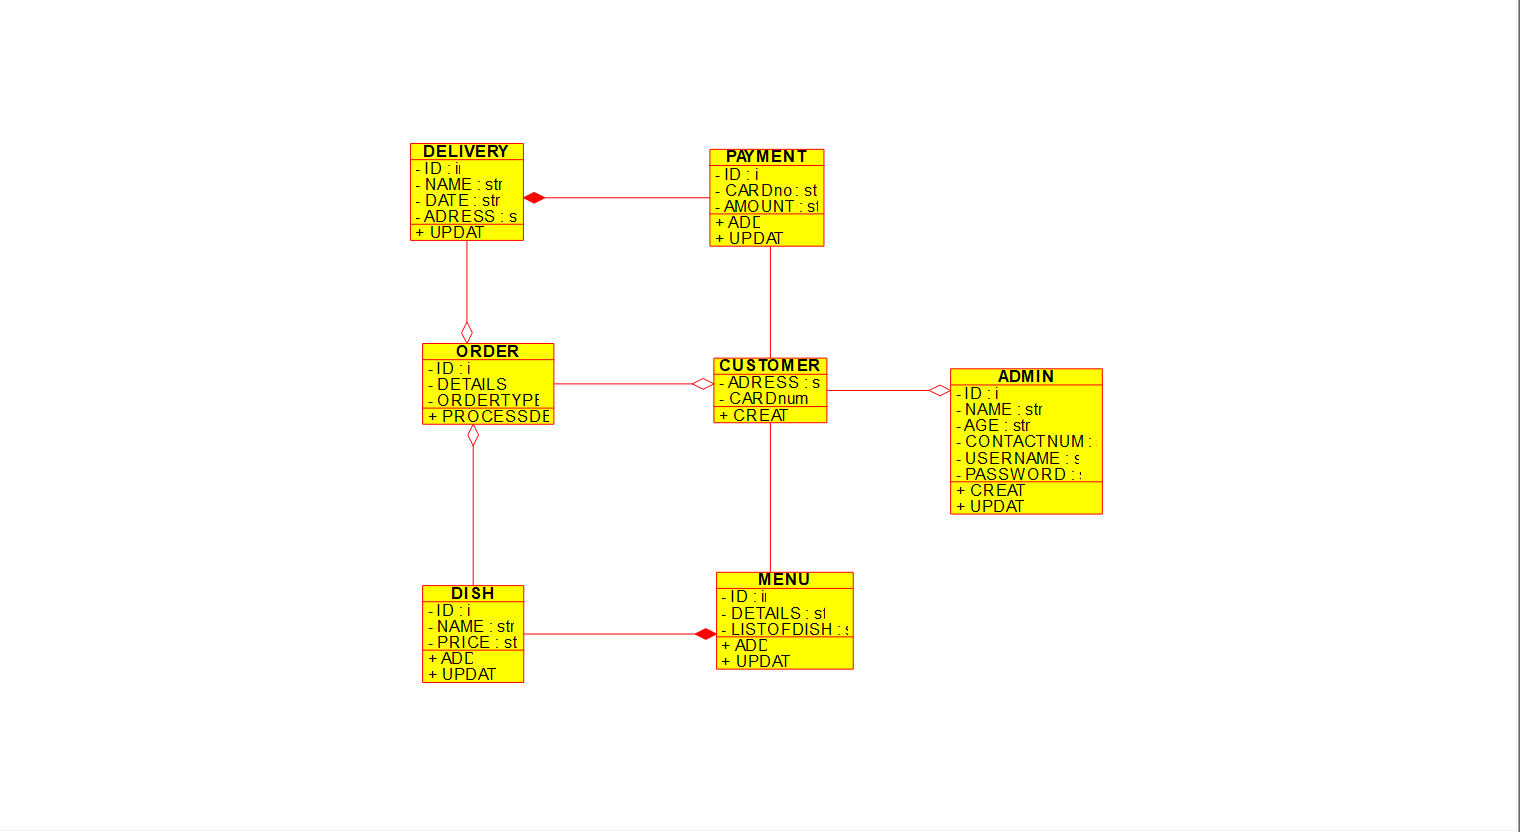 DELIVERY
- ID : i
- NAME : str
- DATE : str
- ADRESS : s
+ UPDAT
PAYMENT
- ID : i
- CARDno : st
- AMOUNT : st
+ ADD
+ UPDAT
ORDER
- ID : i
- DETAILS
- ORDERTYPE
+ PROCESSDE
CUSTOMER
- ADRESS : s
- CARDnum
+ CREAT
ADMIN
- ID : i
- NAME : str
- AGE : str
- CONTACTNUM :
- USERNAME : s
- PASSWORD : s
+ CREAT
+ UPDAT
DISH
- ID : i
- NAME : str
- PRICE : st
+ ADD
+ UPDAT
MENU
- ID : i
- DETAILS : st
- LISTOFDISH : s
+ ADD
+ UPDAT